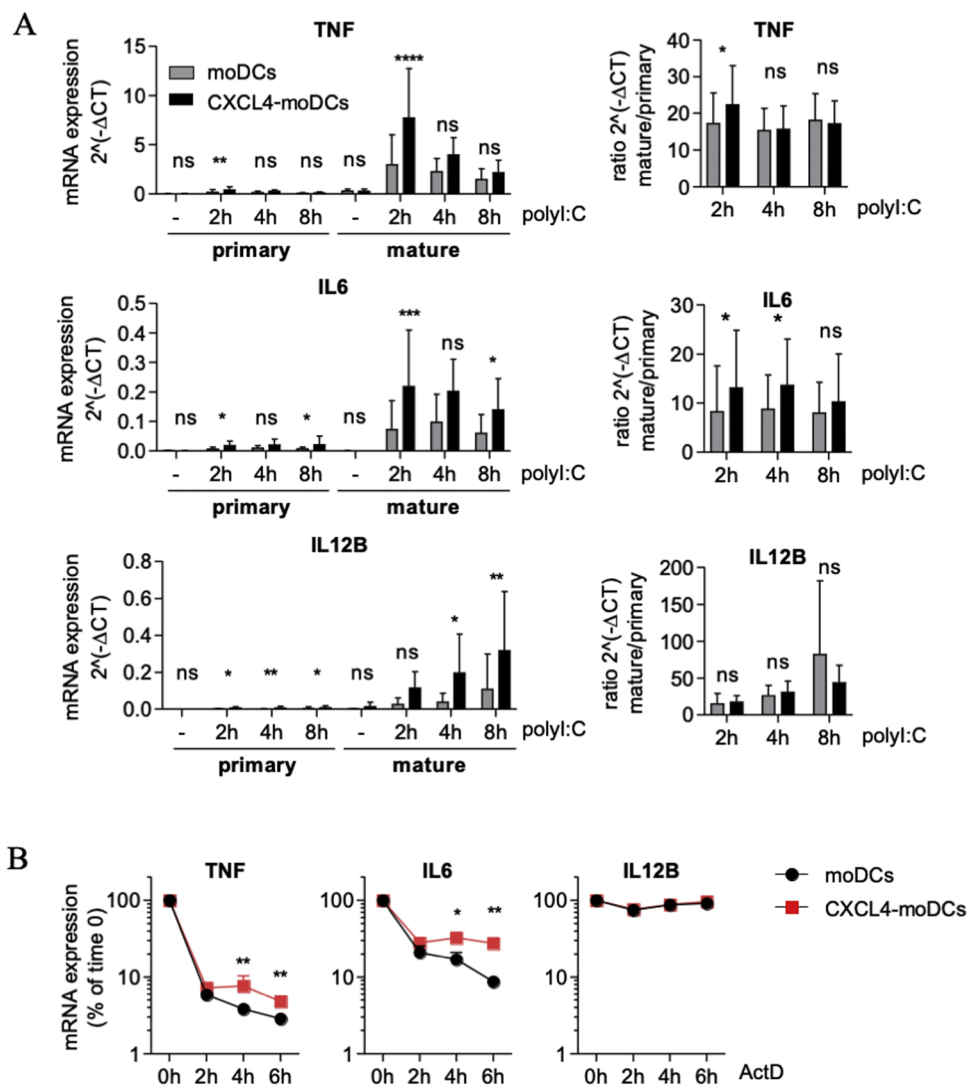 A
TNF
mRNA expression
2^(-ΔCT)
15
10
5
0
moDCs
CXCL4-moDCs
ns ** ns ns ns **** ns ns
- 2h 4h 8h - 2h 4h 8h polyI:C
primary mature
TNF
ratio 2^(-ΔCT)
mature/primary
40
30
20
10
0
* ns ns
2h 4h 8h polyI:C
IL6
mRNA expression
2^(-ΔCT)
0.5
0.4
0.3
0.2
0.1
0.0
ns * ns * ns *** ns *
- 2h 4h 8h - 2h 4h 8h polyI:C
primary mature
IL6
ratio 2^(-ΔCT)
mature/primary
30
20
10
0
* * ns
2h 4h 8h polyI:C
IL12B
mRNA expression
2^(-ΔCT)
0.8
0.6
0.4
0.2
0.0
ns * ** * ns ns * **
- 2h 4h 8h - 2h 4h 8h polyI:C
primary mature
IL12B
ratio 2^(-ΔCT)
mature/primary
200
150
100
50
0
ns ns ns
2h 4h 8h polyI:C
B
TNF
mRNA expression
(% of time 0)
100
10
1
** **
0h 2h 4h 6h
IL6
100
10
1
* **
0h 2h 4h 6h
IL12B
100
10
1
0h 2h 4h 6h ActD
moDCs
CXCL4-moDCs